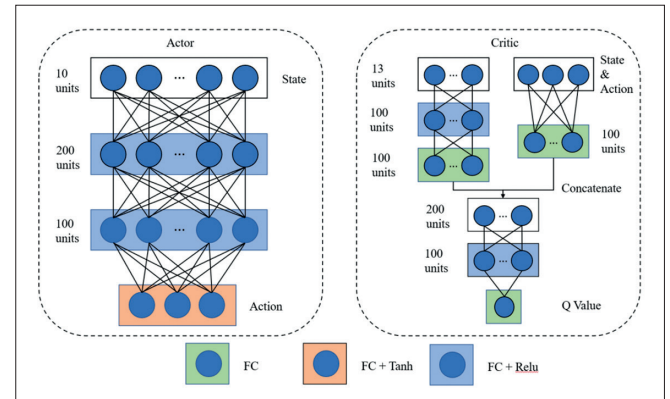 Actor
10
units
...
State
200
units
...
100
units
...
Action
Critic
13
units
...
State
&
Action
100
units
...
100
units
...
...
100
units
Concatenate
200
units
...
100
units
...
Q Value
FC
FC + Tanh
FC + Relu